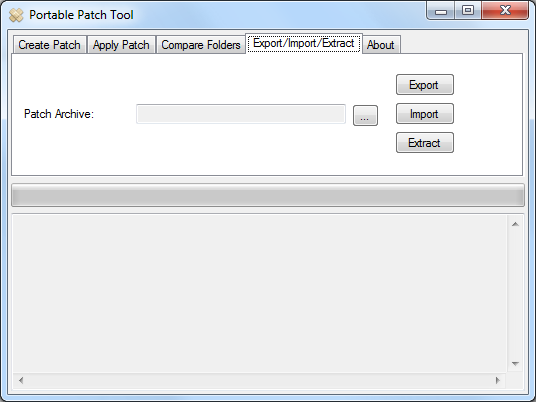 Portable Patch Tool
Create Patch Apply Patch Compare Folders Export/Import/Extract About
Export
Patch Archive: ... Import
Extract